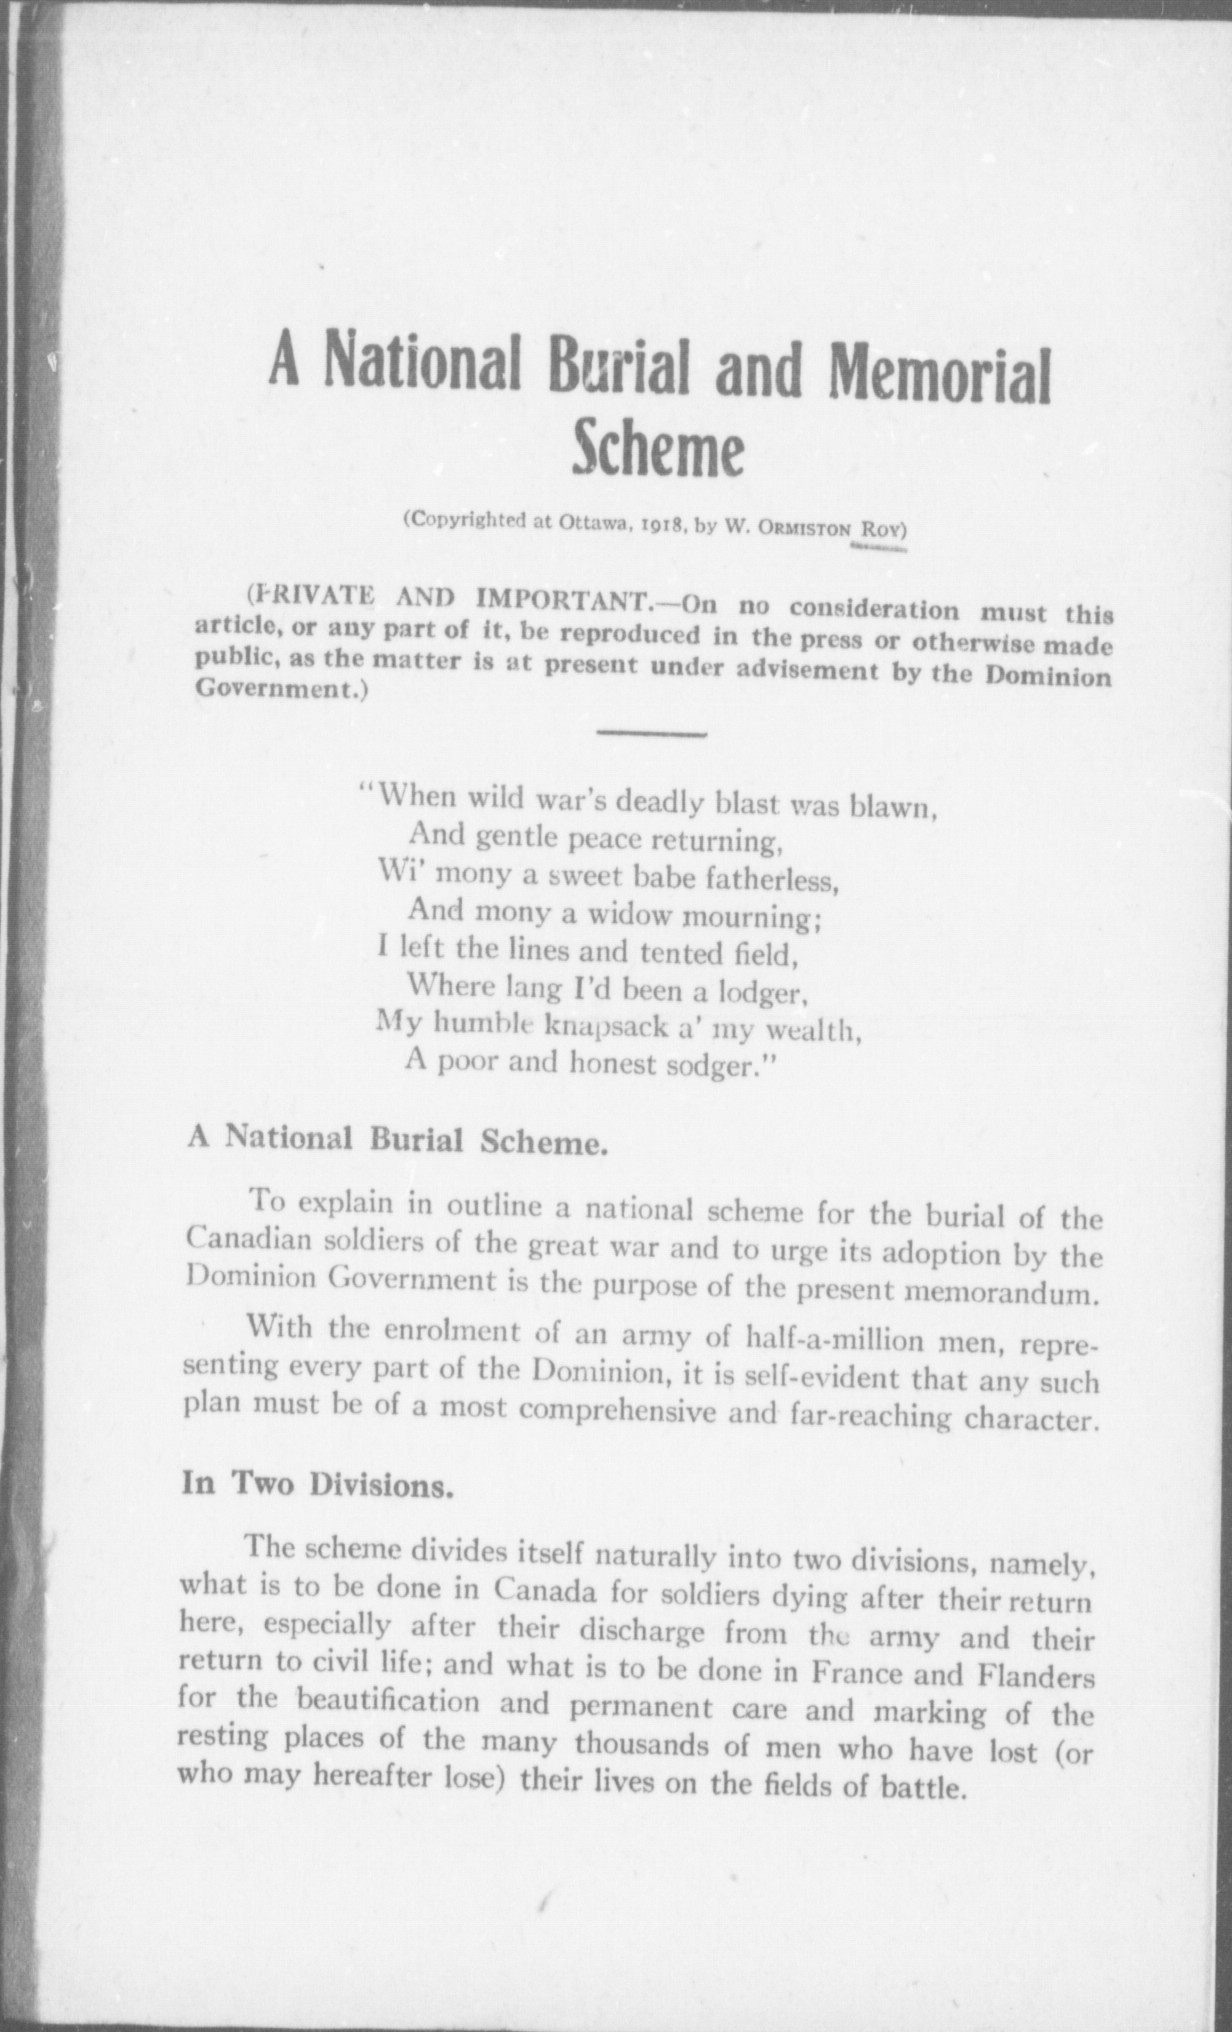 A National Burial and Memorial
Scheme
(Copyrighted at Ottawa, 1918, by W. ORMISTON ROY)
(PRIVATE AND IMPORTANT.—On no consideration must this
article, or any part of it, be reproduced in the press or otherwise made
public, as the matter is at present under advisement by the Dominion
Government.)
"When wild war's deadly blast was blawn,
And gentle peace returning,
Wi' mony a sweet babe fatherless,
And mony a widow mourning;
I left the lines and tented field,
Where lang I'd been a lodger,
My humble knapsack a' my wealth,
A poor and honest sodger."
A National Burial Scheme.
To explain in outline a national scheme for the burial of the
Canadian soldiers of the great war and to urge its adoption by the
Dominion Government is the purpose of the present memorandum.
With the enrolment of an army of half-a-million men, repre-
senting every part of the Dominion, it is self-evident that any such
plan must be of a most comprehensive and far-reaching character.
In Two Divisions.
The scheme divides itself naturally into two divisions, namely,
what is to be done in Canada for soldiers dying after their return
here, especially after their discharge from the army and their
return to civil life; and what is to be done in France and Flanders
for the beautification and permanent care and marking of the
resting places of the many thousands of men who have lost (or
who may hereafter lose) their lives on the fields of battle.